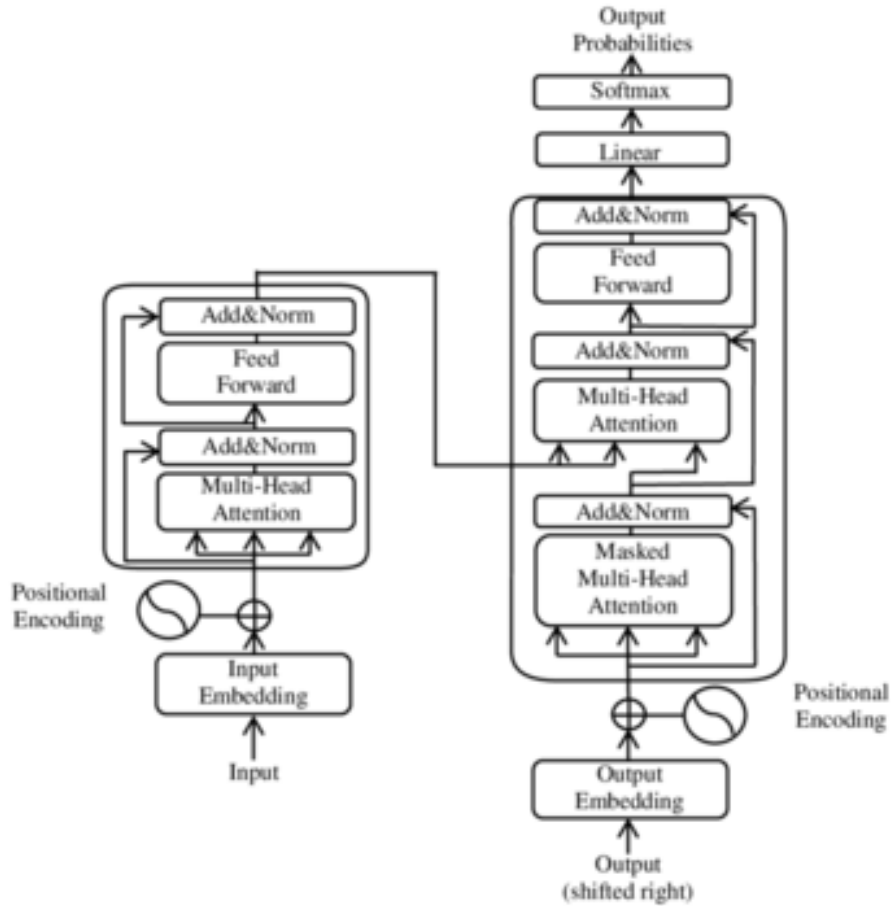 Output
Probabilities
Softmax
Linear
Add&Norm
Feed
Forward
Add&Norm
Multi-Head
Attention
Add&Norm
Masked
Multi-Head
Attention
Positional
Encoding
Output
Embedding
Output
(shifted right)
Add&Norm
Feed
Forward
Add&Norm
Multi-Head
Attention
Positional
Encoding
Input
Embedding
Input